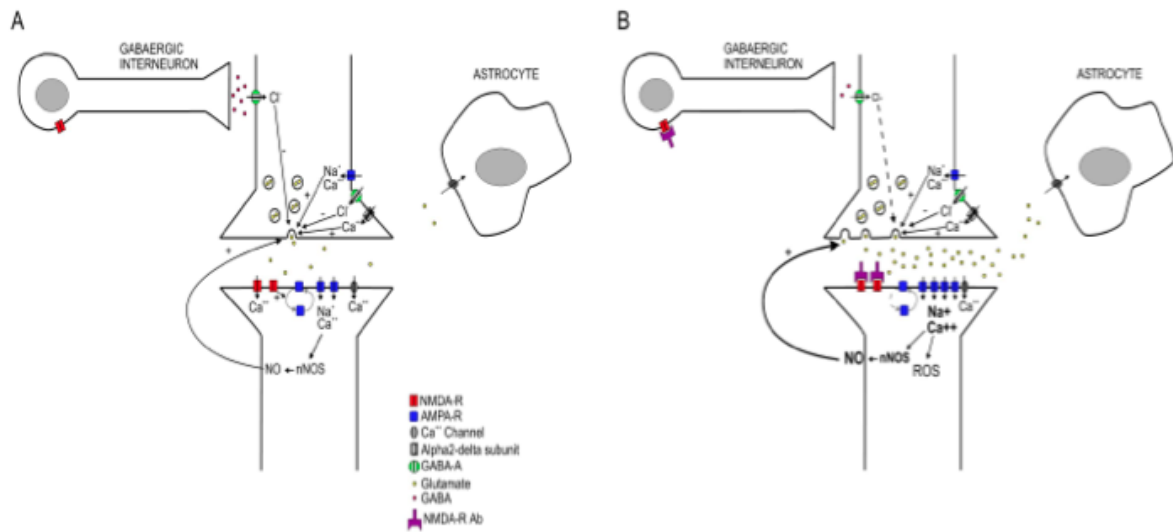 A
GABAERGIC
INTERNEURON
ASTROCYTE
Cl⁻
-
Na⁺
Ca⁺⁺
+
-
Cl
Ca⁺⁺
+
+
Ca⁺⁺
+
Na⁺
Ca⁺⁺
Ca⁺⁺
NO
nNOS
NMDA-R
AMPA-R
Ca⁺⁺ Channel
Alpha2-delta subunit
GABA-A
Glutamate
GABA
NMDA-R Ab
B
GABAERGIC
INTERNEURON
ASTROCYTE
Cl-
Na⁺
Ca⁺⁺
+
-
Cl
Ca⁺⁺
+
+
Na+
Ca++
Ca⁺⁺
NO
nNOS
ROS